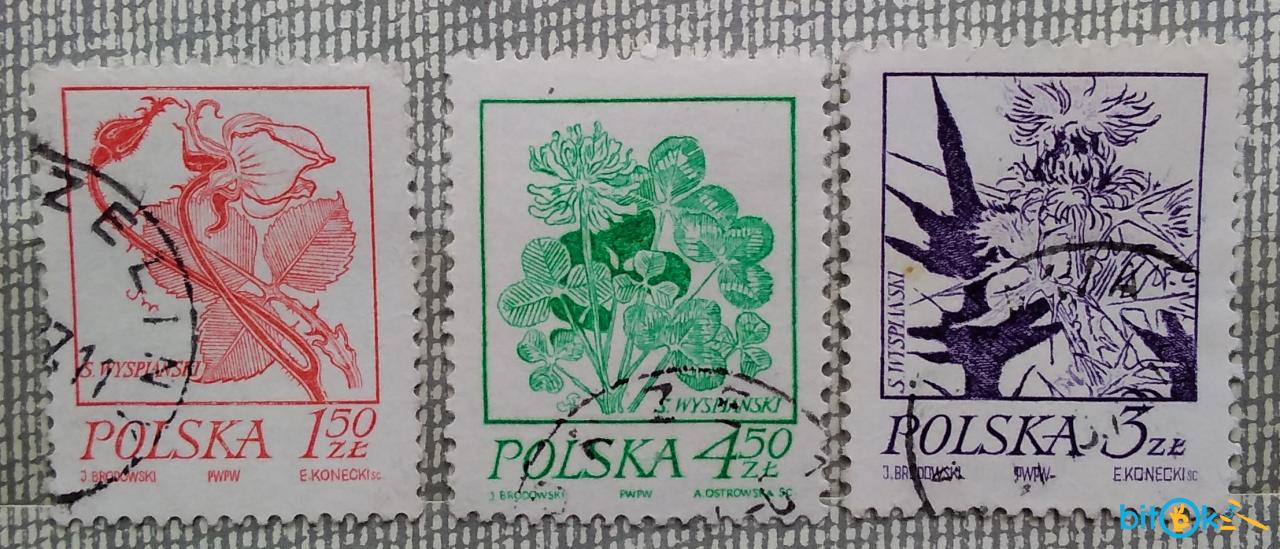 S. WYSPIAŃSKI
POLSKA 1 50 ZŁ
J. BRODOWSKI PWPW E. KONECKI SC
S. WYSPIAŃSKI
POLSKA 4 50 ZŁ
J. BRODOWSKI PWPW A. OSTROWSKA SC
S WYSPIAŃSKI
POLSKA 3 ZŁ
J. BRODOWSKI PWPW E. KONECKI SC
bitok